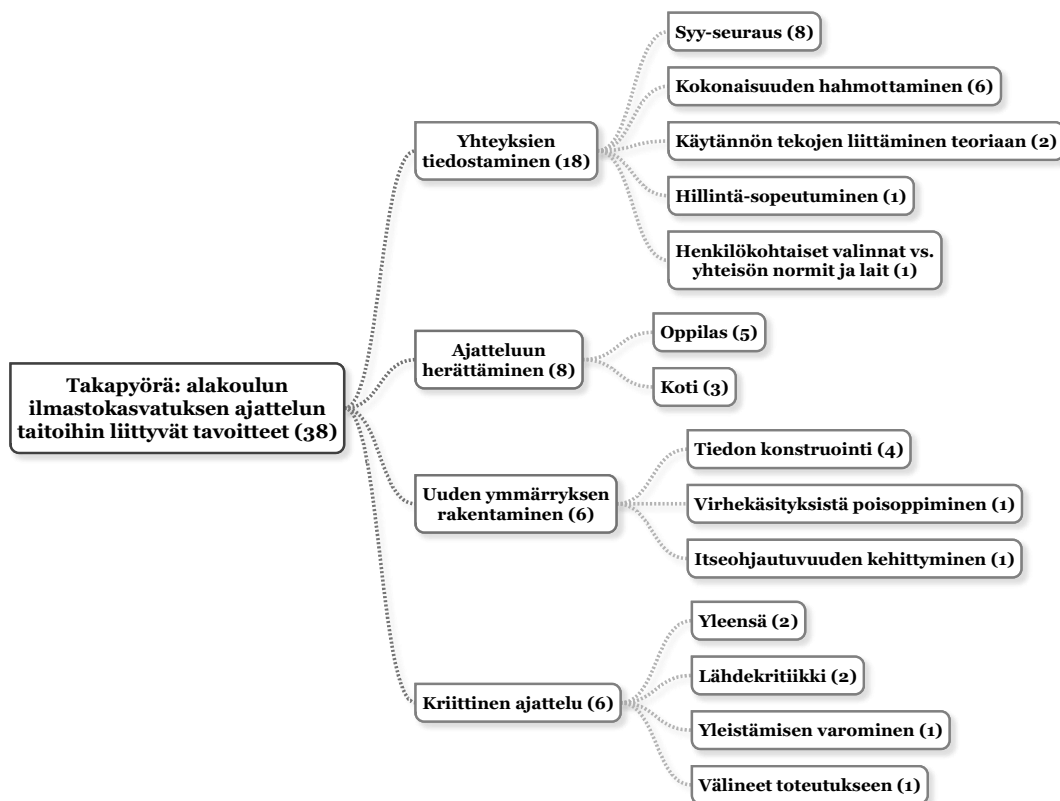 Takapyörä: alakoulun
ilmastokasvatuksen ajattelun
taitoihin liittyvät tavoitteet (38)
Yhteyksien
tiedostaminen (18)
Syy-seuraus (8)
Kokonaisuuden hahmottaminen (6)
Käytännön tekojen liittäminen teoriaan (2)
Hillintä-sopeutuminen (1)
Henkilökohtaiset valinnat vs.
yhteisön normit ja lait (1)
Ajatteluun
herättäminen (8)
Oppilas (5)
Koti (3)
Uuden ymmärryksen
rakentaminen (6)
Tiedon konstruointi (4)
Virhekäsityksistä poisoppiminen (1)
Itseohjautuvuuden kehittyminen (1)
Kriittinen ajattelu (6)
Yleensä (2)
Lähdekritiikki (2)
Yleistämisen varominen (1)
Välineet toteutukseen (1)